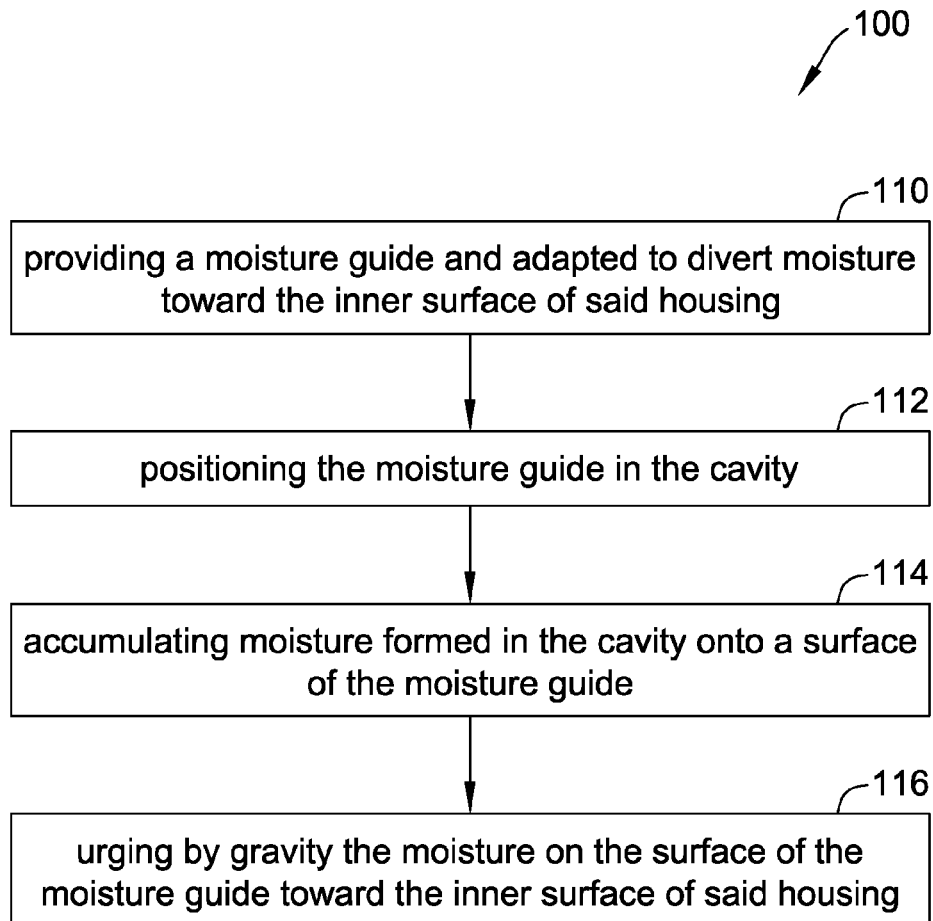 100
110
providing a moisture guide and adapted to divert moisture
toward the inner surface of said housing
112
positioning the moisture guide in the cavity
114
accumulating moisture formed in the cavity onto a surface
of the moisture guide
116
urging by gravity the moisture on the surface of the
moisture guide toward the inner surface of said housing